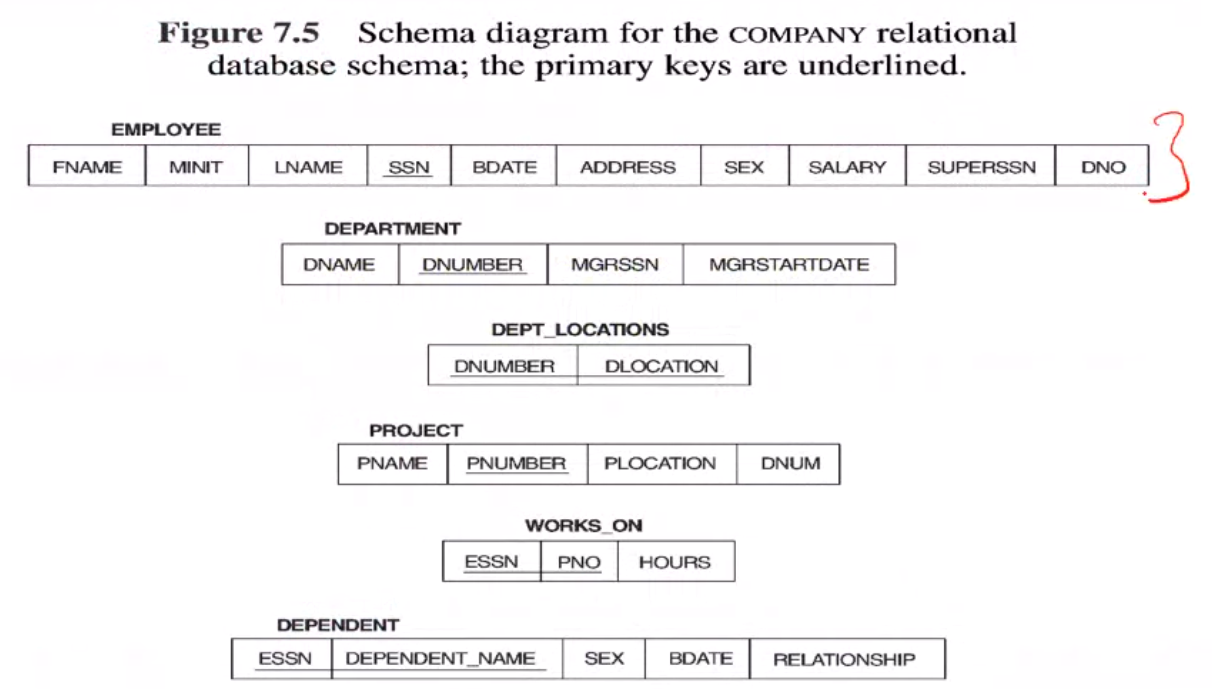 Figure 7.5 Schema diagram for the COMPANY relational
database schema; the primary keys are underlined.
EMPLOYEE
FNAME MINIT LNAME SSN BDATE ADDRESS SEX SALARY SUPERSSN DNO
DEPARTMENT
DNAME DNUMBER MGRSSN MGRSTARTDATE
DEPT_LOCATIONS
DNUMBER DLOCATION
PROJECT
PNAME PNUMBER PLOCATION DNUM
WORKS_ON
ESSN PNO HOURS
DEPENDENT
ESSN DEPENDENT_NAME SEX BDATE RELATIONSHIP